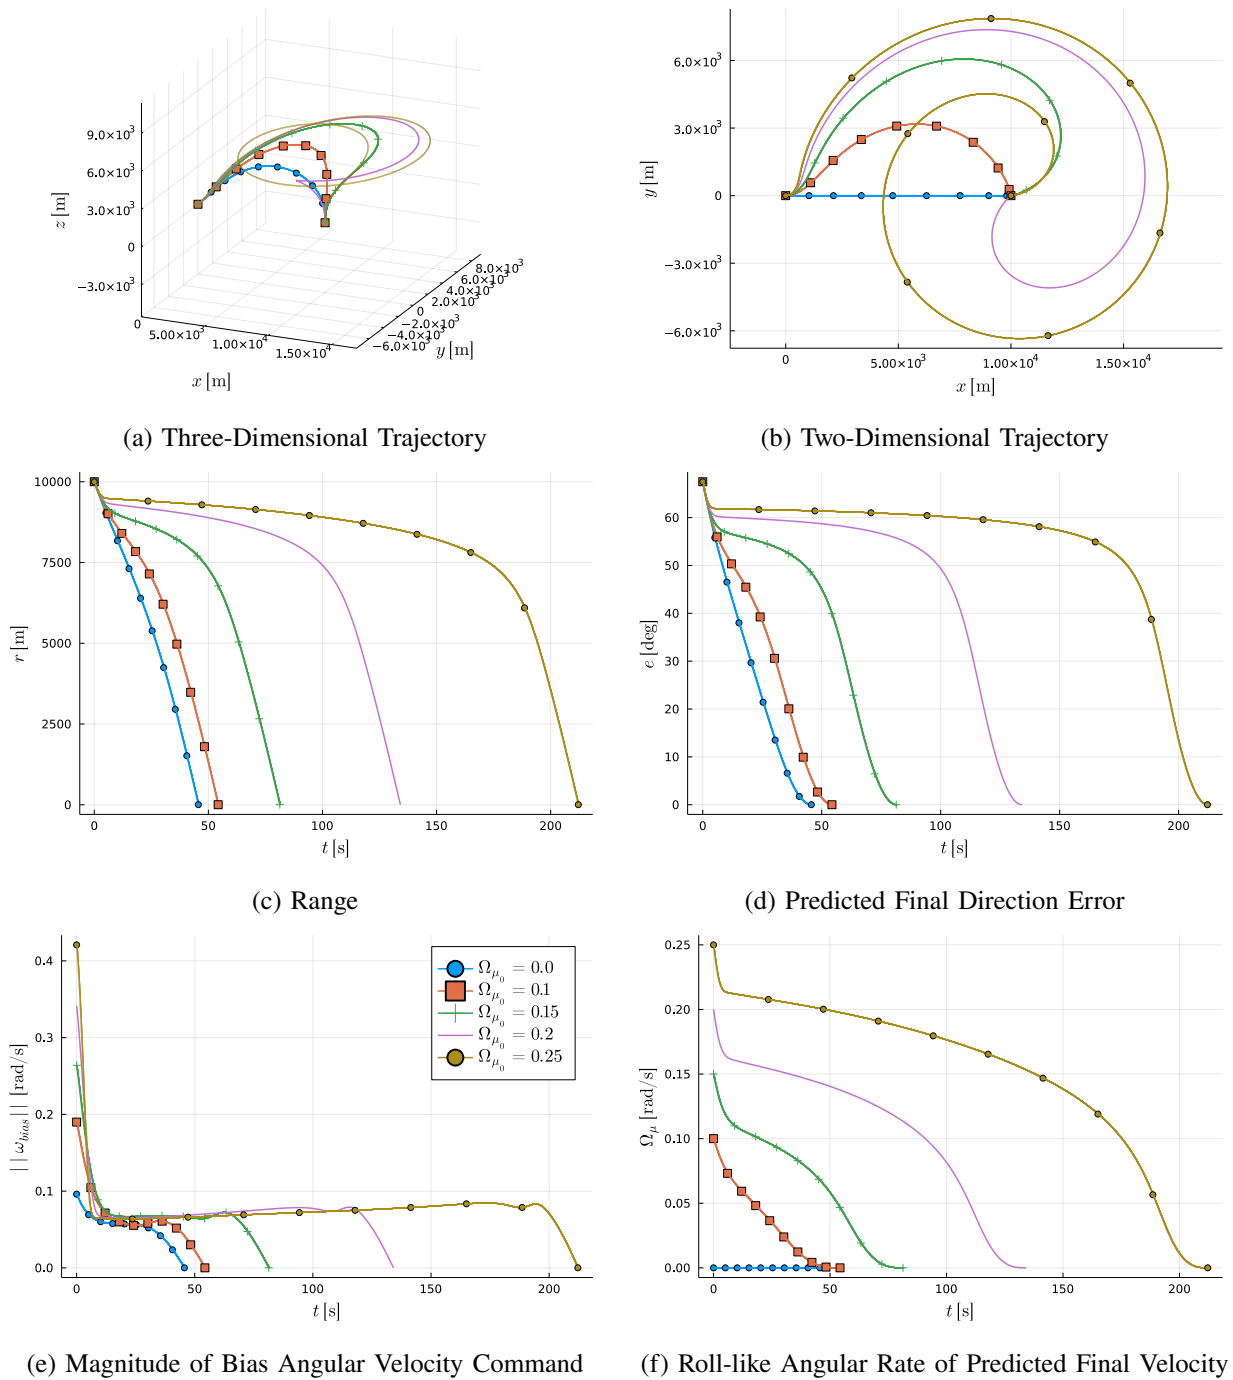 9.0×10³
6.0×10³
3.0×10³
0
−3.0×10³
z [m]
0
5.00×10³
1.00×10⁴
1.50×10⁴
x [m]
8.0×10³
6.0×10³
4.0×10³
2.0×10³
0
−2.0×10³
−4.0×10³
−6.0×10³
y [m]
(a) Three-Dimensional Trajectory
6.0×10³
3.0×10³
0
−3.0×10³
−6.0×10³
y [m]
0
5.00×10³
1.00×10⁴
1.50×10⁴
x [m]
(b) Two-Dimensional Trajectory
10000
7500
5000
2500
0
r [m]
0 50 100 150 200
t [s]
(c) Range
60
50
40
30
20
10
0
e [deg]
0 50 100 150 200
t [s]
(d) Predicted Final Direction Error
0.4
0.3
0.2
0.1
0.0
||ω_bias|| [rad/s]
Ω_μ₀ = 0.0
Ω_μ₀ = 0.1
Ω_μ₀ = 0.15
Ω_μ₀ = 0.2
Ω_μ₀ = 0.25
0 50 100 150 200
t [s]
(e) Magnitude of Bias Angular Velocity Command
0.25
0.20
0.15
0.10
0.05
0.00
Ω_μ [rad/s]
0 50 100 150 200
t [s]
(f) Roll-like Angular Rate of Predicted Final Velocity